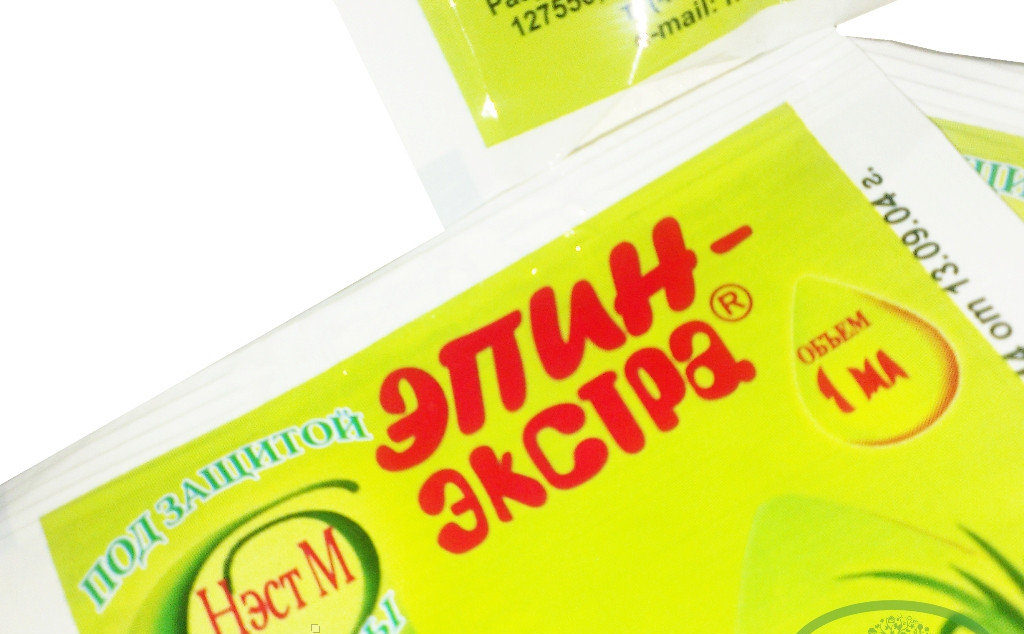 127550,
e-mail:
ЭПИН-
ЭКСТРА®
ОБЪЕМ
1 МЛ
ПОД ЗАЩИТОЙ
Нэст М
от 13.09.04 г.